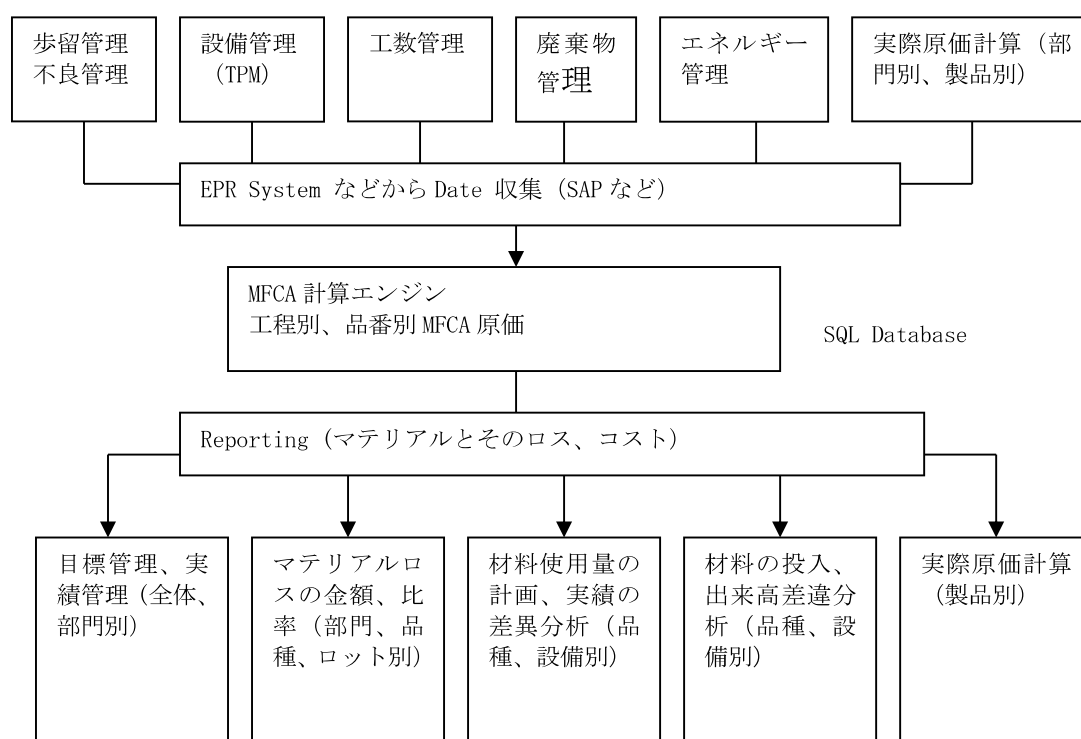 歩留管理
不良管理
設備管理
（TPM）
工数管理
廃棄物
管理
エネルギー
管理
実際原価計算（部
門別、製品別）
EPR System などから Date 収集（SAP など）
MFCA 計算エンジン
工程別、品番別 MFCA 原価
SQL Database
Reporting（マテリアルとそのロス、コスト）
目標管理、実
績管理（全体、
部門別）
マテリアルロ
スの金額、比
率（部門、品
種、ロット別）
材料使用量の
計画、実績の
差異分析（品
種、設備別）
材料の投入、
出来高差違分
析（品種、設
備別）
実際原価計算
（製品別）